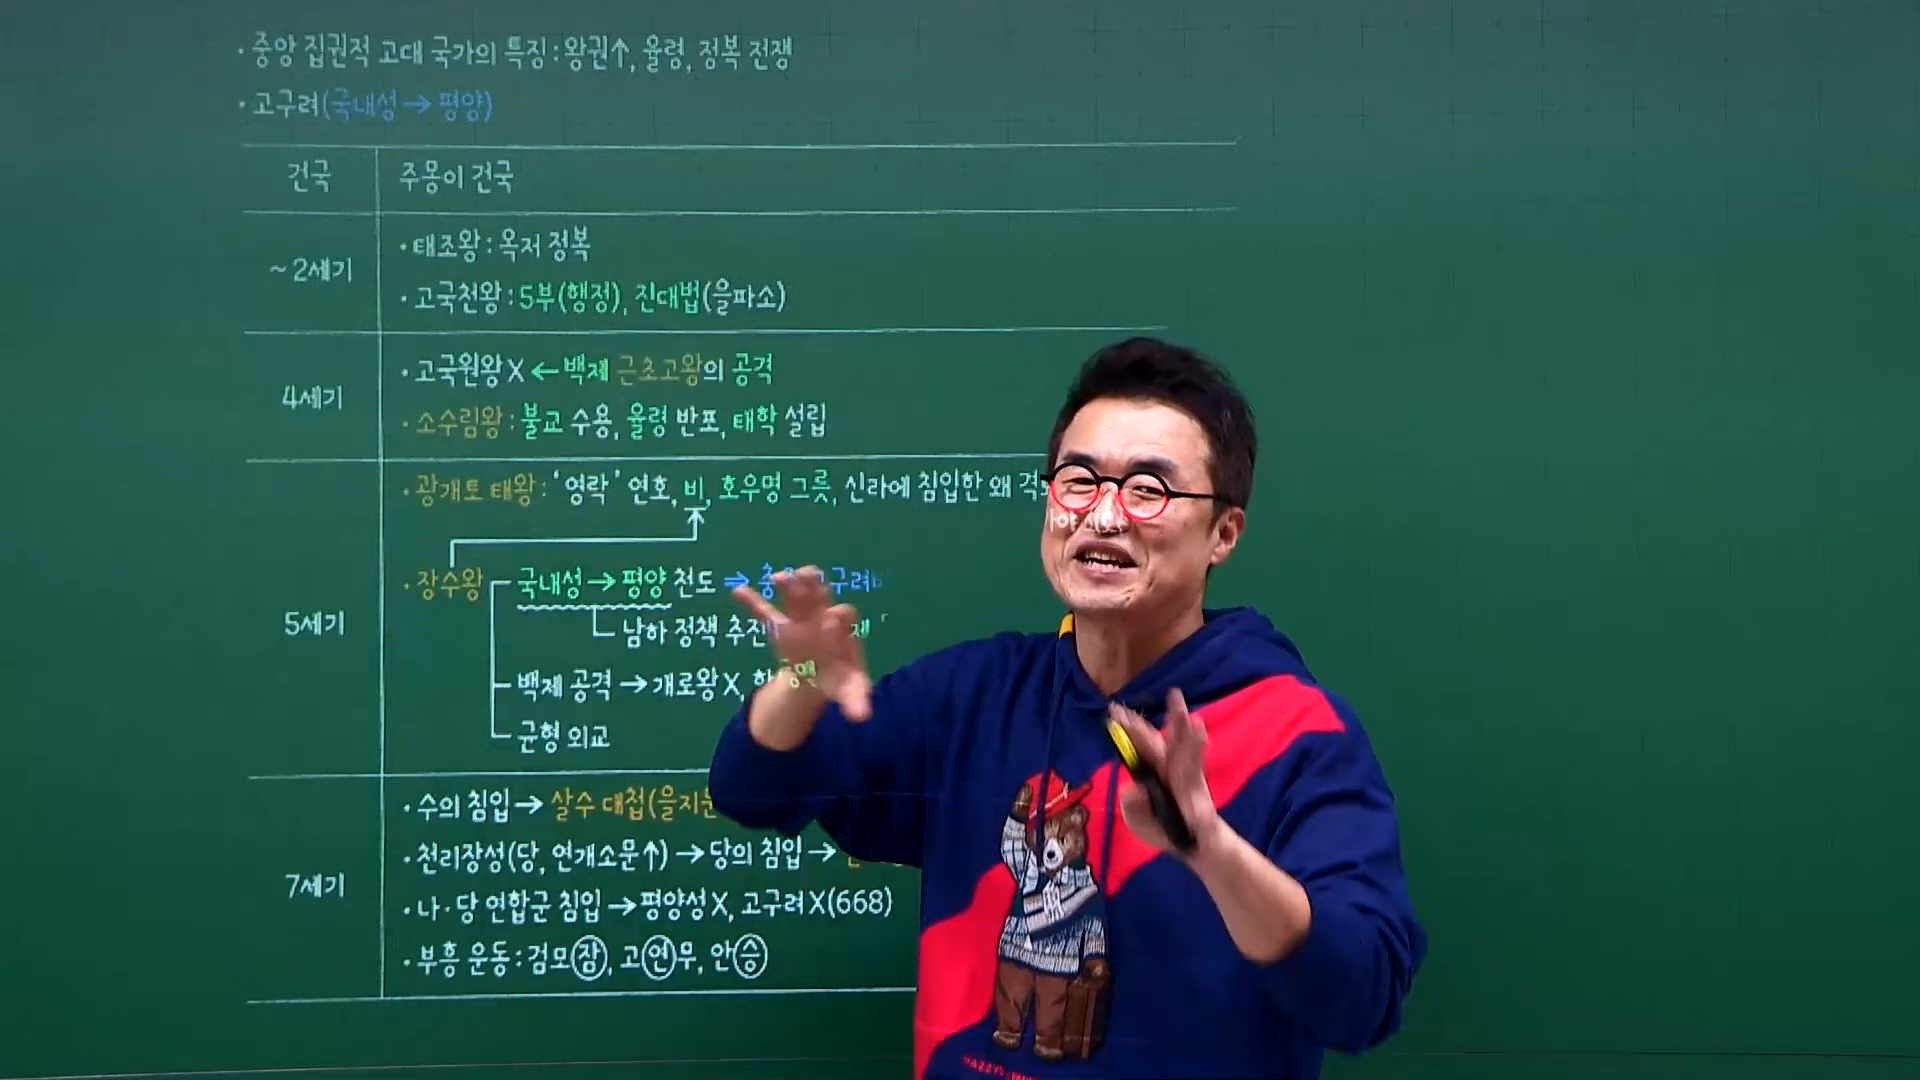 · 중앙 집권적 고대 국가의 특징 : 왕권↑, 율령, 정복 전쟁
· 고구려(국내성 → 평양)
건국 주몽이 건국
~ 2세기
· 태조왕 : 옥저 정복
· 고국천왕 : 5부(행정), 진대법(을파소)
4세기
· 고국원왕X ← 백제 근초고왕의 공격
· 소수림왕 : 불교 수용, 율령 반포, 태학 설립
5세기
· 광개토 태왕 : '영락' 연호, 비, 호우명 그릇, 신라에 침입한 왜
· 장수왕
국내성 → 평양 천도 ⇒
남하 정책 추진
백제 공격 → 개로왕X,
균형 외교
7세기
· 수의 침입 → 살수 대첩(
· 천리장성(당, 연개소문↑) → 당의 침입 →
· 나·당 연합군 침입 → 평양성X, 고구려X(668)
· 부흥 운동 : 검모잠, 고연무, 안승